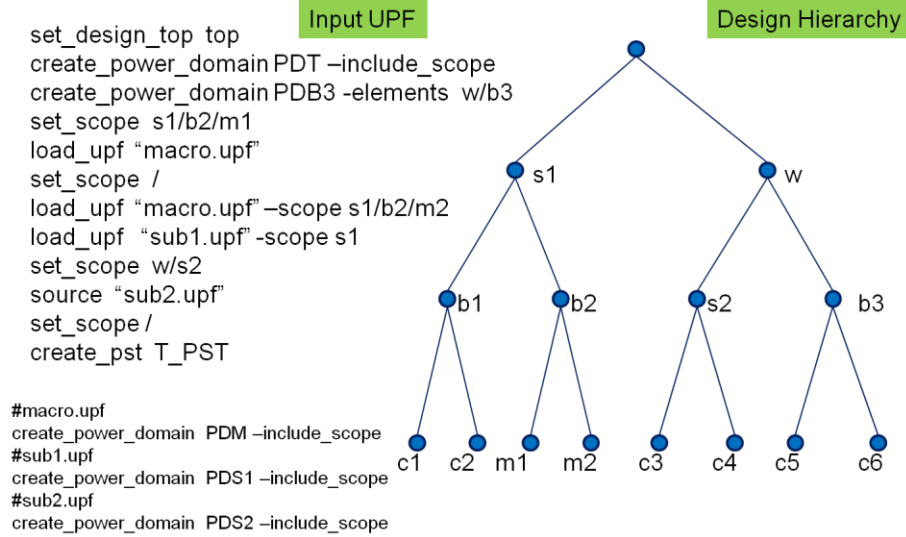 Input UPF
Design Hierarchy
set_design_top top
create_power_domain PDT –include_scope
create_power_domain PDB3 -elements w/b3
set_scope s1/b2/m1
load_upf “macro.upf”
set_scope /
load_upf “macro.upf” –scope s1/b2/m2
load_upf “sub1.upf” -scope s1
set_scope w/s2
source “sub2.upf”
set_scope /
create_pst T_PST
#macro.upf
create_power_domain PDM –include_scope
#sub1.upf
create_power_domain PDS1 –include_scope
#sub2.upf
create_power_domain PDS2 –include_scope
s1
w
b1
b2
s2
b3
c1
c2
m1
m2
c3
c4
c5
c6